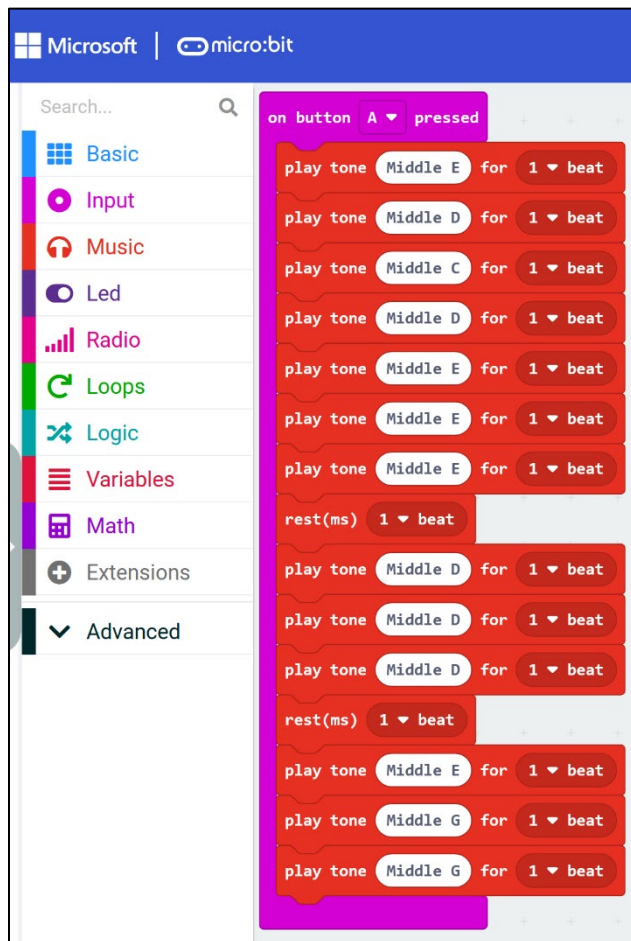 Microsoft | micro:bit
Search...
Basic
Input
Music
Led
Radio
Loops
Logic
Variables
Math
Extensions
Advanced
on button A pressed
play tone Middle E for 1 beat
play tone Middle D for 1 beat
play tone Middle C for 1 beat
play tone Middle D for 1 beat
play tone Middle E for 1 beat
play tone Middle E for 1 beat
play tone Middle E for 1 beat
rest(ms) 1 beat
play tone Middle D for 1 beat
play tone Middle D for 1 beat
play tone Middle D for 1 beat
rest(ms) 1 beat
play tone Middle E for 1 beat
play tone Middle G for 1 beat
play tone Middle G for 1 beat